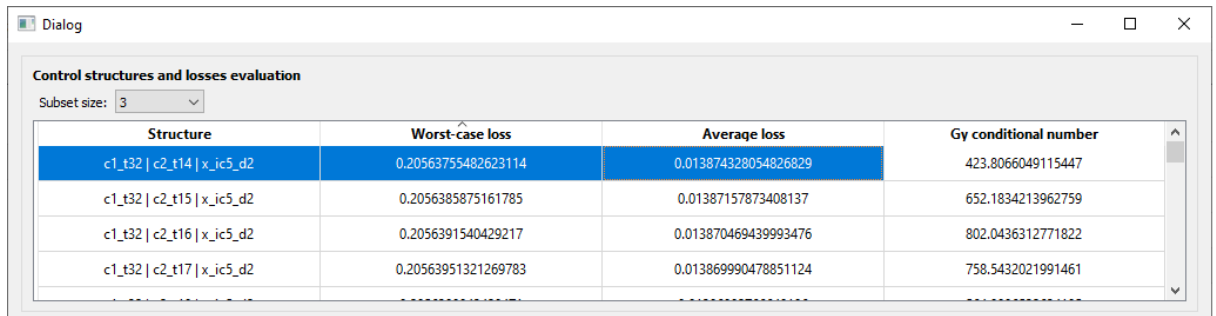 Dialog
Control structures and losses evaluation
Subset size: 3
Structure Worst-case loss Average loss Gy conditional number
c1_t32 | c2_t14 | x_ic5_d2 0.20563755482623114 0.013874328054826829 423.8066049115447
c1_t32 | c2_t15 | x_ic5_d2 0.2056385875161785 0.01387157873408137 652.1834213962759
c1_t32 | c2_t16 | x_ic5_d2 0.2056391540429217 0.013870469439993476 802.0436312771822
c1_t32 | c2_t17 | x_ic5_d2 0.20563951321269783 0.013869990478851124 758.5432021991461